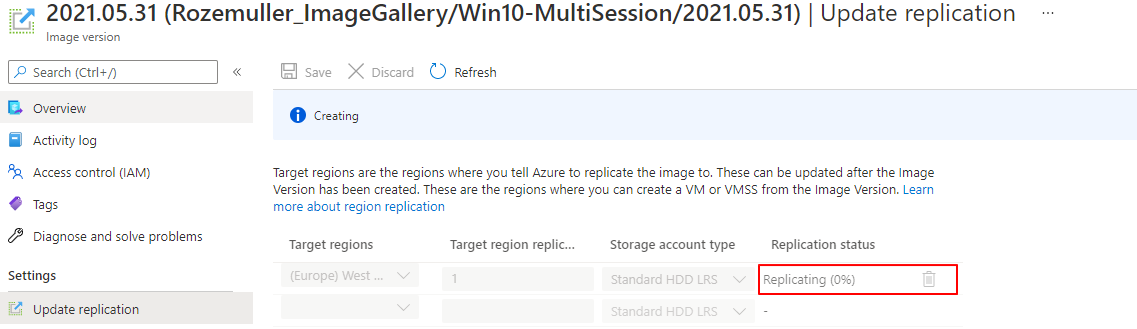 2021.05.31 (Rozemuller_ImageGallery/Win10-MultiSession/2021.05.31) | Update replication ...
Image version
Search (Ctrl+/) «
Save Discard Refresh
Overview
Creating
Activity log
Access control (IAM)
Tags
Diagnose and solve problems
Settings
Update replication
Target regions are the regions where you tell Azure to replicate the image to. These can be updated after the Image
Version has been created. These are the regions where you can create a VM or VMSS from the Image Version. Learn
more about region replication
Target regions Target region replic... Storage account type Replication status
(Europe) West ... 1 Standard HDD LRS Replicating (0%)
Standard HDD LRS -